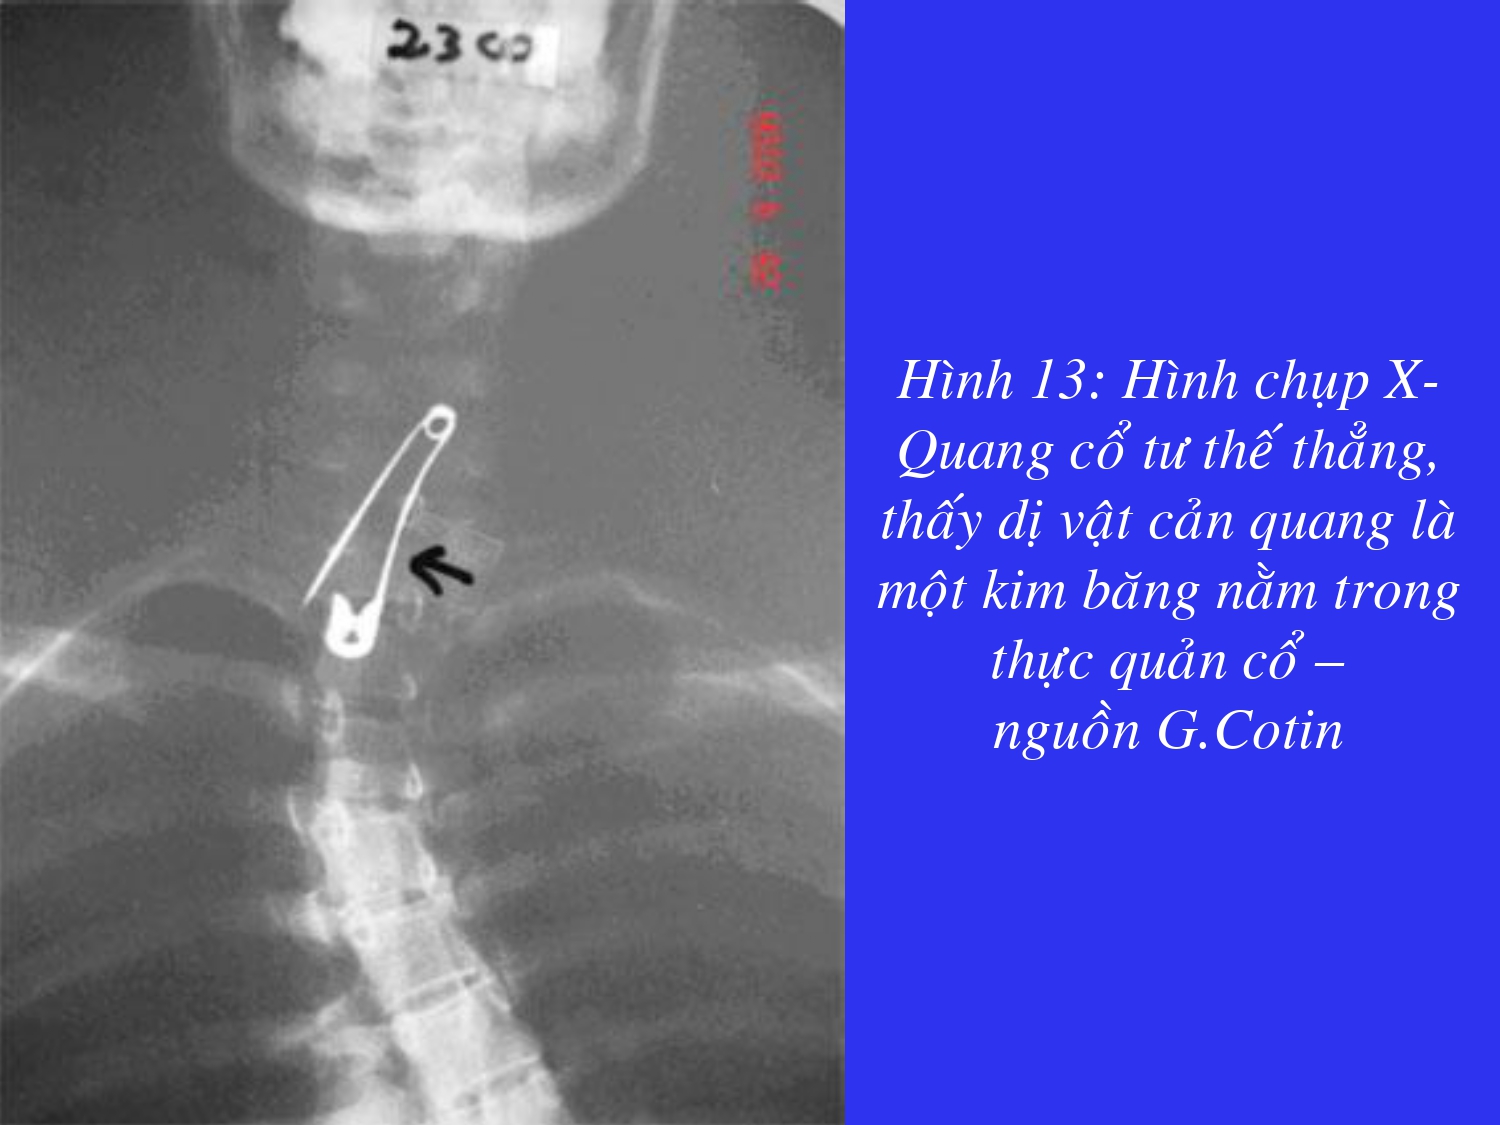 23
Hình 13: Hình chụp X-
Quang cổ tư thế thẳng,
thấy dị vật cản quang là
một kim băng nằm trong
thực quản cổ –
nguồn G.Cotin